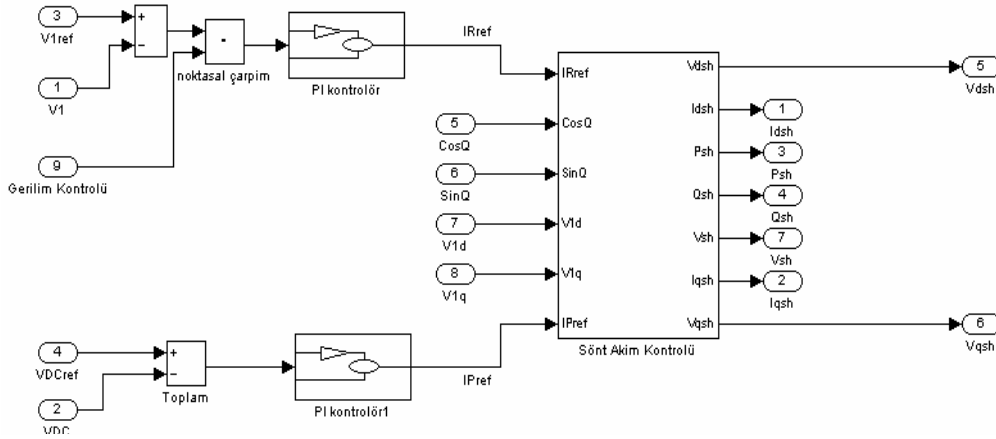 3
V1ref
+
−
1
V1
noktasal çarpim
9
Gerilim Kontrolü
PI kontrolör
IRref
5
CosQ
6
SinQ
7
V1d
8
V1q
4
VDCref
2
VDC
+
−
Toplam
PI kontrolör1
IPref
IRref
CosQ
SinQ
V1d
V1q
IPref
Vdsh
Idsh
Psh
Qsh
Vsh
Iqsh
Vqsh
Sönt Akim Kontrolü
5
Vdsh
1
Idsh
3
Psh
4
Qsh
7
Vsh
2
Iqsh
6
Vqsh